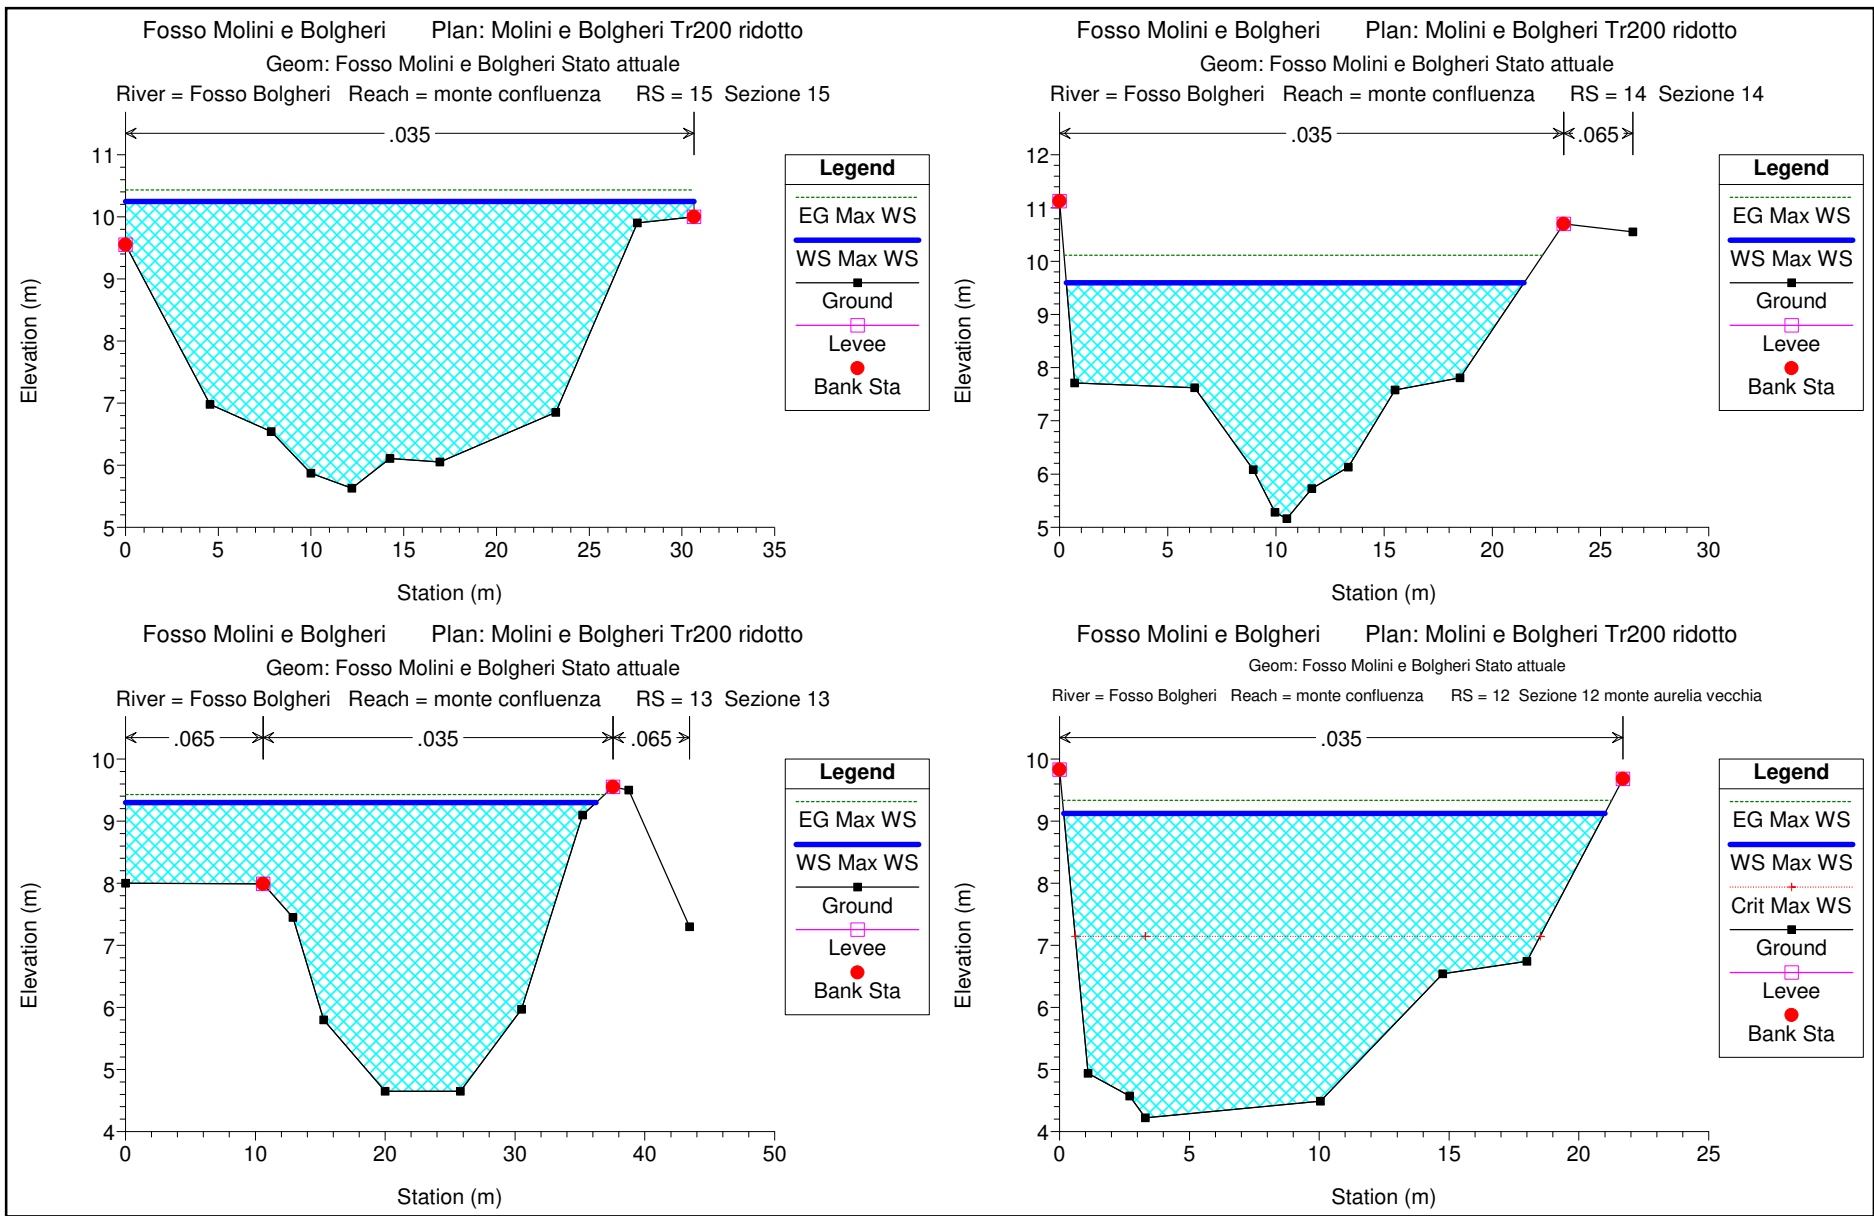 Fosso Molini e Bolgheri Plan: Molini e Bolgheri Tr200 ridotto
Geom: Fosso Molini e Bolgheri Stato attuale
River = Fosso Bolgheri Reach = monte confluenza RS = 15 Sezione 15
.035
11
10
9
8
7
6
5
0 5 10 15 20 25 30 35
Elevation (m)
Station (m)
Legend
EG Max WS
WS Max WS
Ground
Levee
Bank Sta
Fosso Molini e Bolgheri Plan: Molini e Bolgheri Tr200 ridotto
Geom: Fosso Molini e Bolgheri Stato attuale
River = Fosso Bolgheri Reach = monte confluenza RS = 14 Sezione 14
.035 .065
12
11
10
9
8
7
6
5
0 5 10 15 20 25 30
Elevation (m)
Station (m)
Legend
EG Max WS
WS Max WS
Ground
Levee
Bank Sta
Fosso Molini e Bolgheri Plan: Molini e Bolgheri Tr200 ridotto
Geom: Fosso Molini e Bolgheri Stato attuale
River = Fosso Bolgheri Reach = monte confluenza RS = 13 Sezione 13
.065 .035 .065
10
9
8
7
6
5
4
0 10 20 30 40 50
Elevation (m)
Station (m)
Legend
EG Max WS
WS Max WS
Ground
Levee
Bank Sta
Fosso Molini e Bolgheri Plan: Molini e Bolgheri Tr200 ridotto
Geom: Fosso Molini e Bolgheri Stato attuale
River = Fosso Bolgheri Reach = monte confluenza RS = 12 Sezione 12 monte aurelia vecchia
.035
10
9
8
7
6
5
4
0 5 10 15 20 25
Elevation (m)
Station (m)
Legend
EG Max WS
WS Max WS
Crit Max WS
Ground
Levee
Bank Sta